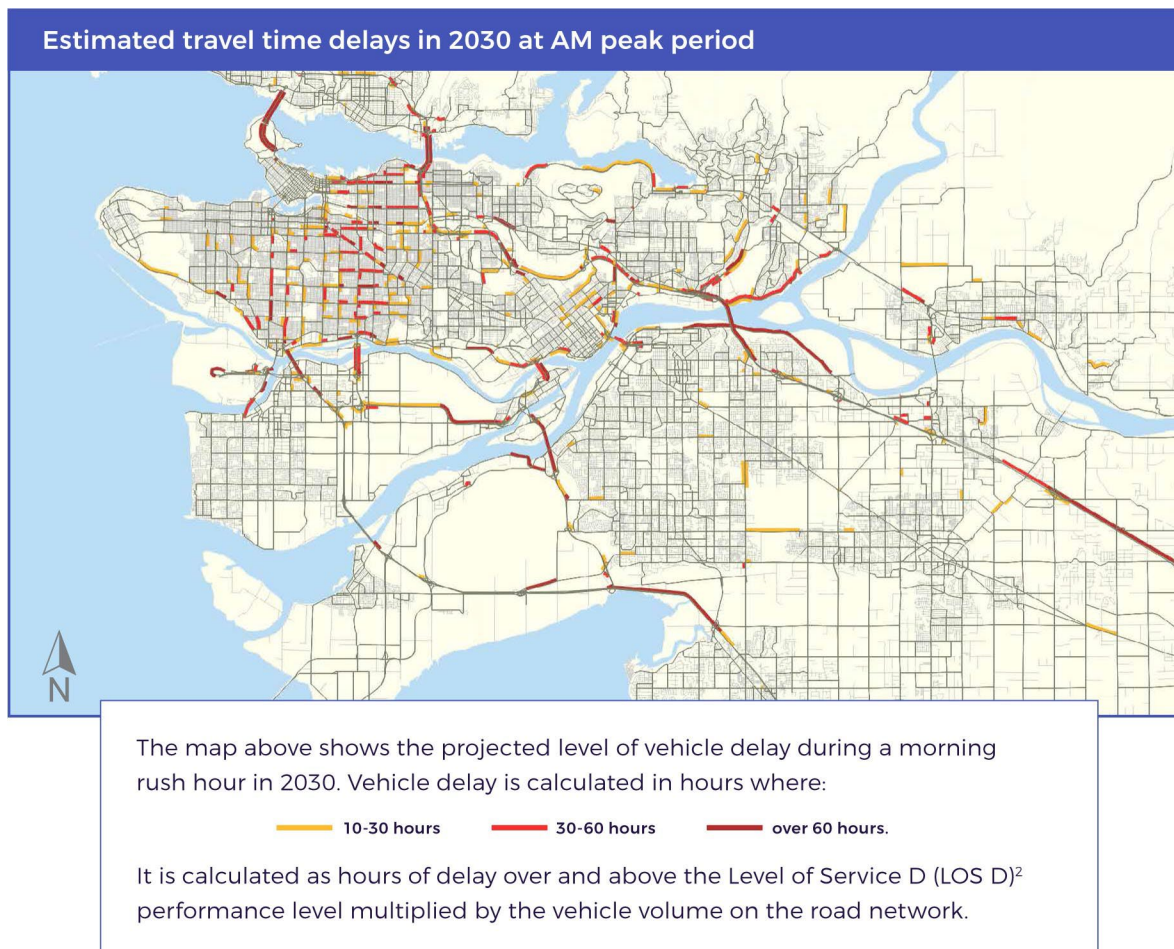 Estimated travel time delays in 2030 at AM peak period
N
The map above shows the projected level of vehicle delay during a morning
rush hour in 2030. Vehicle delay is calculated in hours where:
10-30 hours 30-60 hours over 60 hours.
It is calculated as hours of delay over and above the Level of Service D (LOS D)²
performance level multiplied by the vehicle volume on the road network.